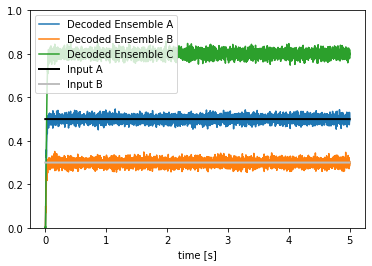 1.0
0.8
0.6
0.4
0.2
0.0
Decoded Ensemble A
Decoded Ensemble B
Decoded Ensemble C
Input A
Input B
0 1 2 3 4 5
time [s]